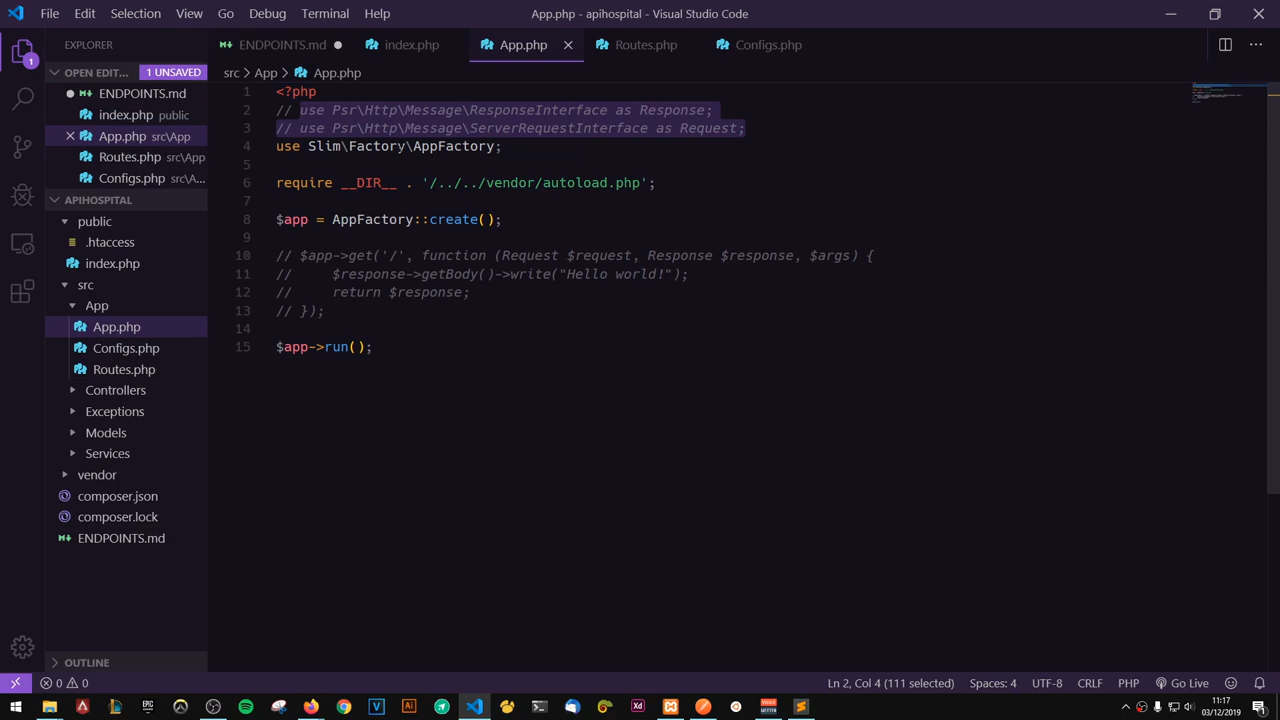 File Edit Selection View Go Debug Terminal Help
App.php - apihospital - Visual Studio Code
EXPLORER
ENDPOINTS.md
index.php
App.php
Routes.php
Configs.php
1
OPEN EDIT...
1 UNSAVED
ENDPOINTS.md
index.php public
App.php src\App
Routes.php src\App
Configs.php src\A...
APIHOSPITAL
public
.htaccess
index.php
src
App
App.php
Configs.php
Routes.php
Controllers
Exceptions
Models
Services
vendor
composer.json
composer.lock
ENDPOINTS.md
OUTLINE
src > App > App.php
1 <?php
2 // use Psr\Http\Message\ResponseInterface as Response;
3 // use Psr\Http\Message\ServerRequestInterface as Request;
4 use Slim\Factory\AppFactory;
5
6 require __DIR__ . '/../../vendor/autoload.php';
7
8 $app = AppFactory::create();
9
10 // $app->get('/', function (Request $request, Response $response, $args) {
11 //     $response->getBody()->write("Hello world!");
12 //     return $response;
13 // });
14
15 $app->run();
0 0
Ln 2, Col 4 (111 selected)
Spaces: 4
UTF-8
CRLF
PHP
Go Live
EPIC
V
Ai
Xd
11:17
03/12/2019